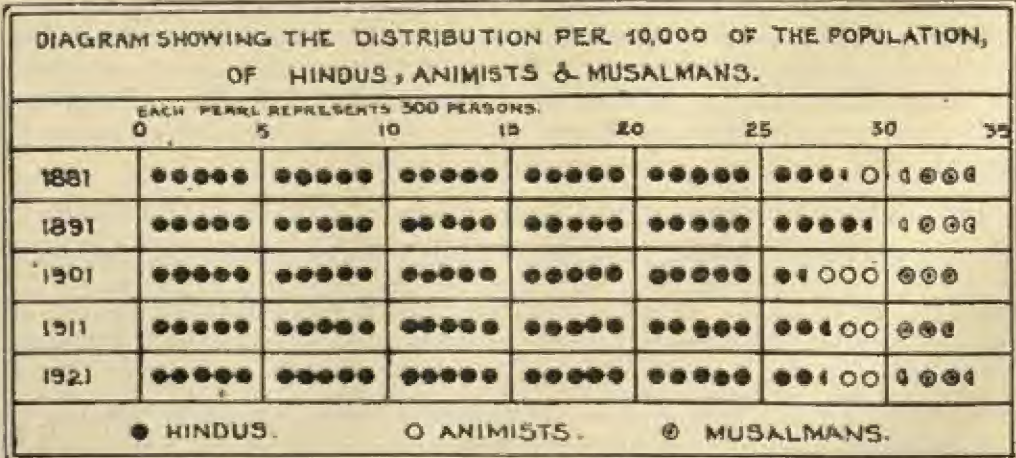 DIAGRAM SHOWING THE DISTRIBUTION PER 10,000 OF THE POPULATION,
OF HINDUS, ANIMISTS & MUSALMANS.
EACH PEARL REPRESENTS 300 PERSONS.
0 5 10 15 20 25 30 35
1881
1891
1901
1911
1921
HINDUS. ANIMISTS. MUSALMANS.